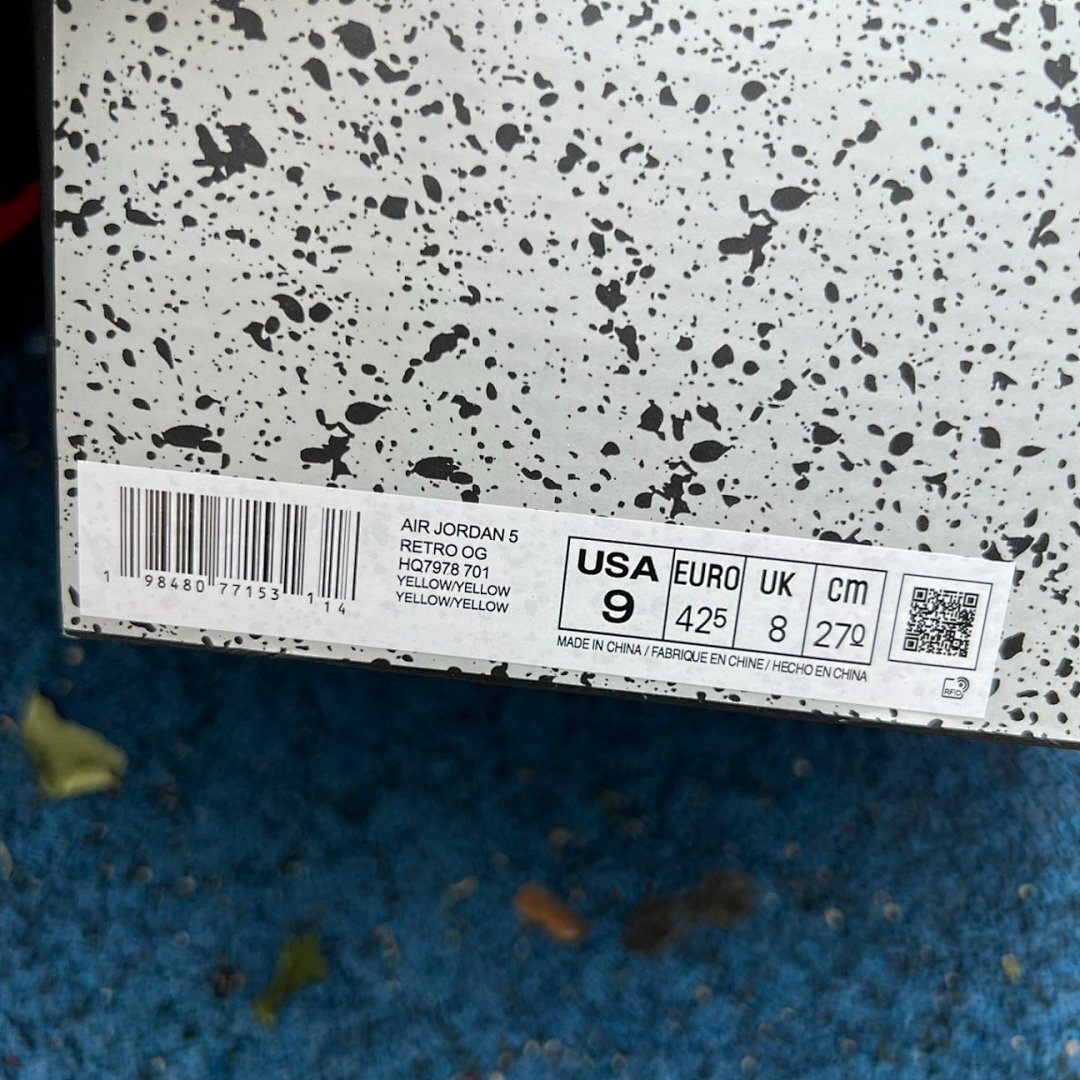 AIR JORDAN 5
RETRO OG
HQ7978 701
YELLOW/YELLOW
YELLOW/YELLOW
1 98480 77153 1 14
USA EURO UK cm
9 425 8 270
MADE IN CHINA / FABRIQUE EN CHINE / HECHO EN CHINA
RFID